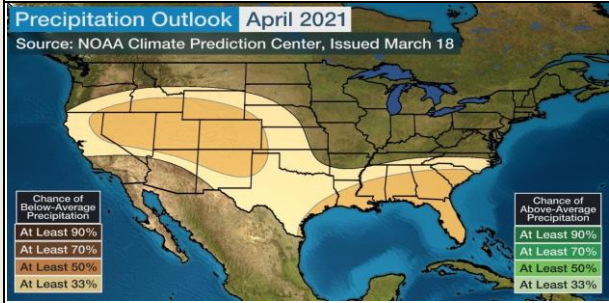 Precipitation Outlook April 2021
Source: NOAA Climate Prediction Center, Issued March 18
Chance of
Below-Average
Precipitation
At Least 90%
At Least 70%
At Least 50%
At Least 33%
Chance of
Above-Average
Precipitation
At Least 90%
At Least 70%
At Least 50%
At Least 33%